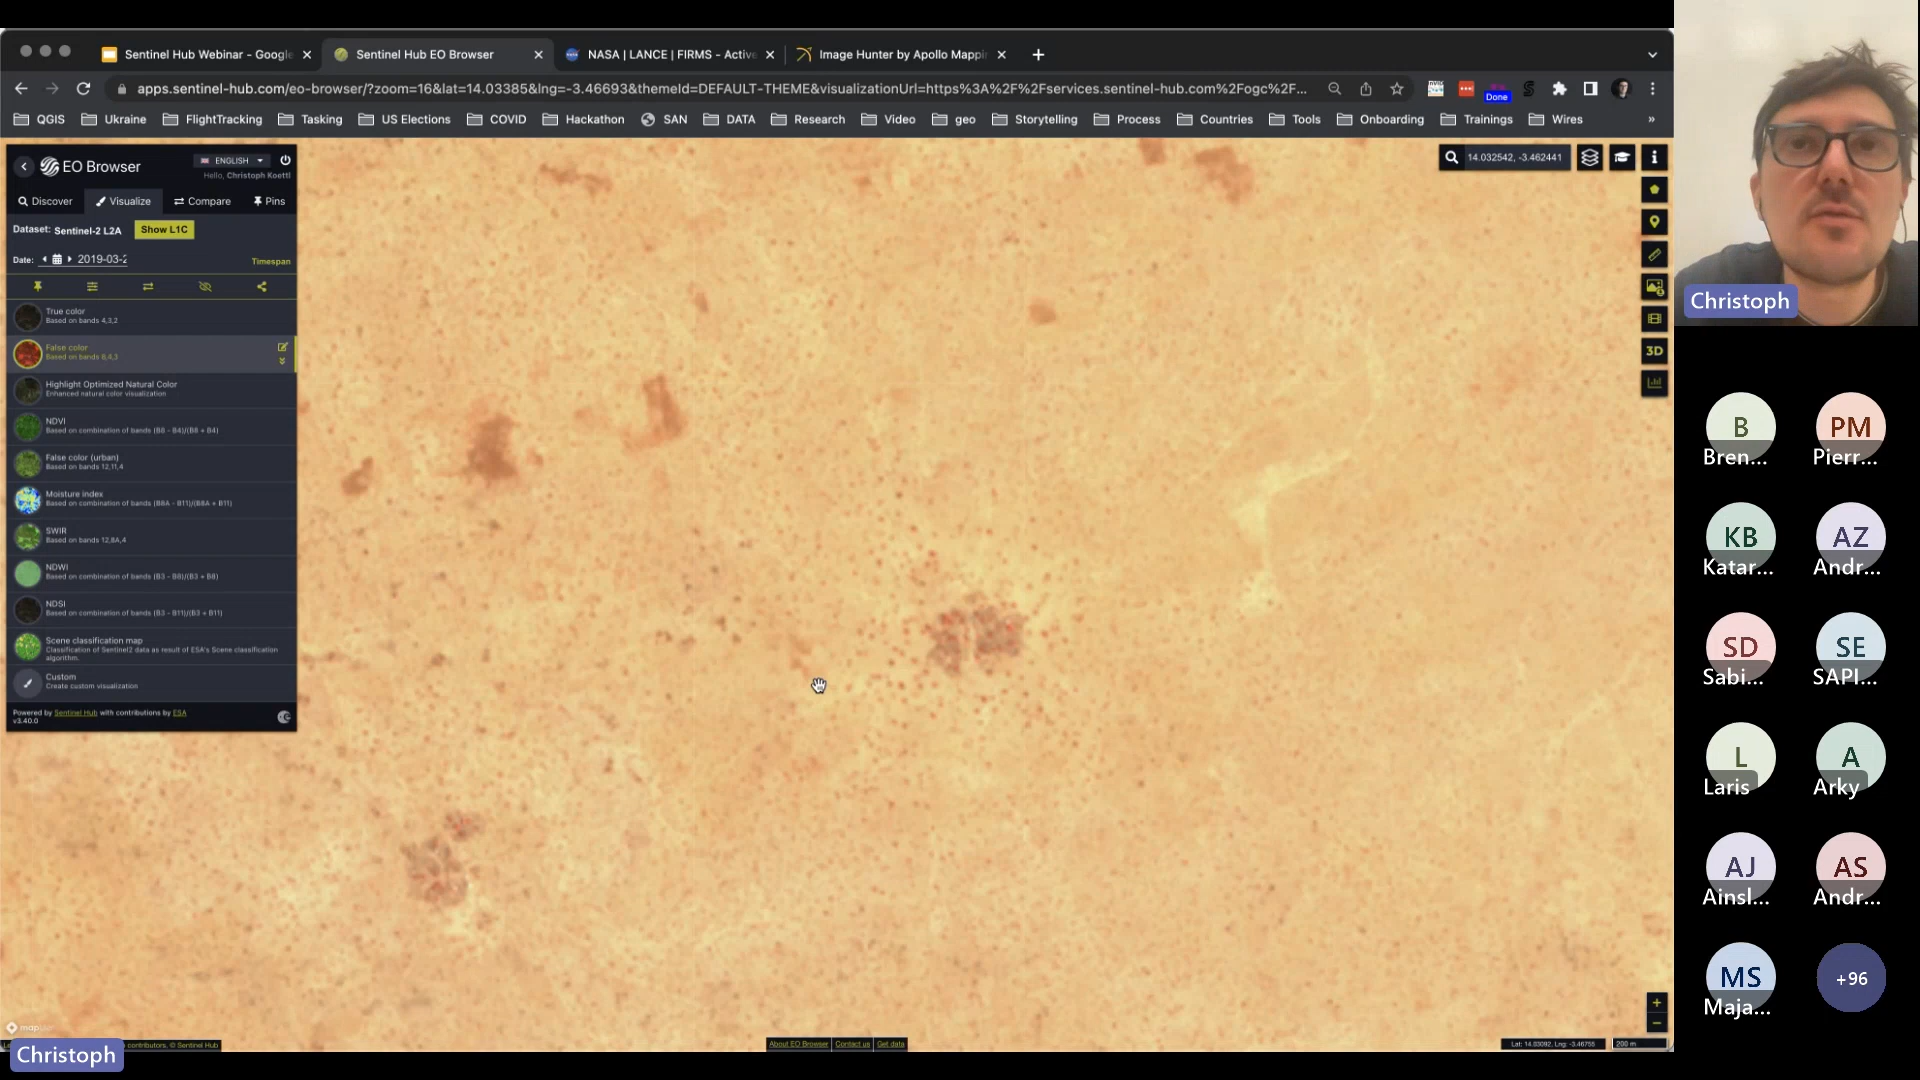 Sentinel Hub Webinar - Google
Sentinel Hub EO Browser
NASA | LANCE | FIRMS - Active
Image Hunter by Apollo Mappi
apps.sentinel-hub.com/eo-browser/?zoom=16&lat=14.03385&lng=-3.46693&themeId=DEFAULT-THEME&visualizationUrl=https%3A%2F%2Fservices.sentinel-hub.com%2Fogc%2F...
Done
QGIS
Ukraine
FlightTracking
Tasking
US Elections
COVID
Hackathon
SAN
DATA
Research
Video
geo
Storytelling
Process
Countries
Tools
Onboarding
Trainings
Wires
»
EO Browser
ENGLISH
Hello, Christoph Koettl
Discover
Visualize
Compare
Pins
Dataset: Sentinel-2 L2A
Show L1C
Date: 2019-03-2
Timespan
True color
Based on bands 4,3,2
False color
Based on bands 8,4,3
Highlight Optimized Natural Color
Enhanced natural color visualization
NDVI
Based on combination of bands (B8 - B4)/(B8 + B4)
False color (urban)
Based on bands 12,11,4
Moisture index
Based on combination of bands (B8A - B11)/(B8A + B11)
SWIR
Based on bands 12,8A,4
NDWI
Based on combination of bands (B3 - B8)/(B3 + B8)
NDSI
Based on combination of bands (B3 - B11)/(B3 + B11)
Scene classification map
Classification of Sentinel2 data as result of ESA's Scene classification
algorithm.
Custom
Create custom visualization
Powered by Sentinel Hub with contributions by ESA
v3.40.0
14.032542, -3.462441
3D
contributors, © Sentinel Hub
About EO Browser
Contact us
Get data
200 m
Christoph
Christoph
B
Bren...
PM
Pierr...
KB
Katar...
AZ
Andr...
SD
Sabi...
SE
SAPI...
L
Laris
A
Arky
AJ
Ainsl...
AS
Andr...
MS
Maja...
+96